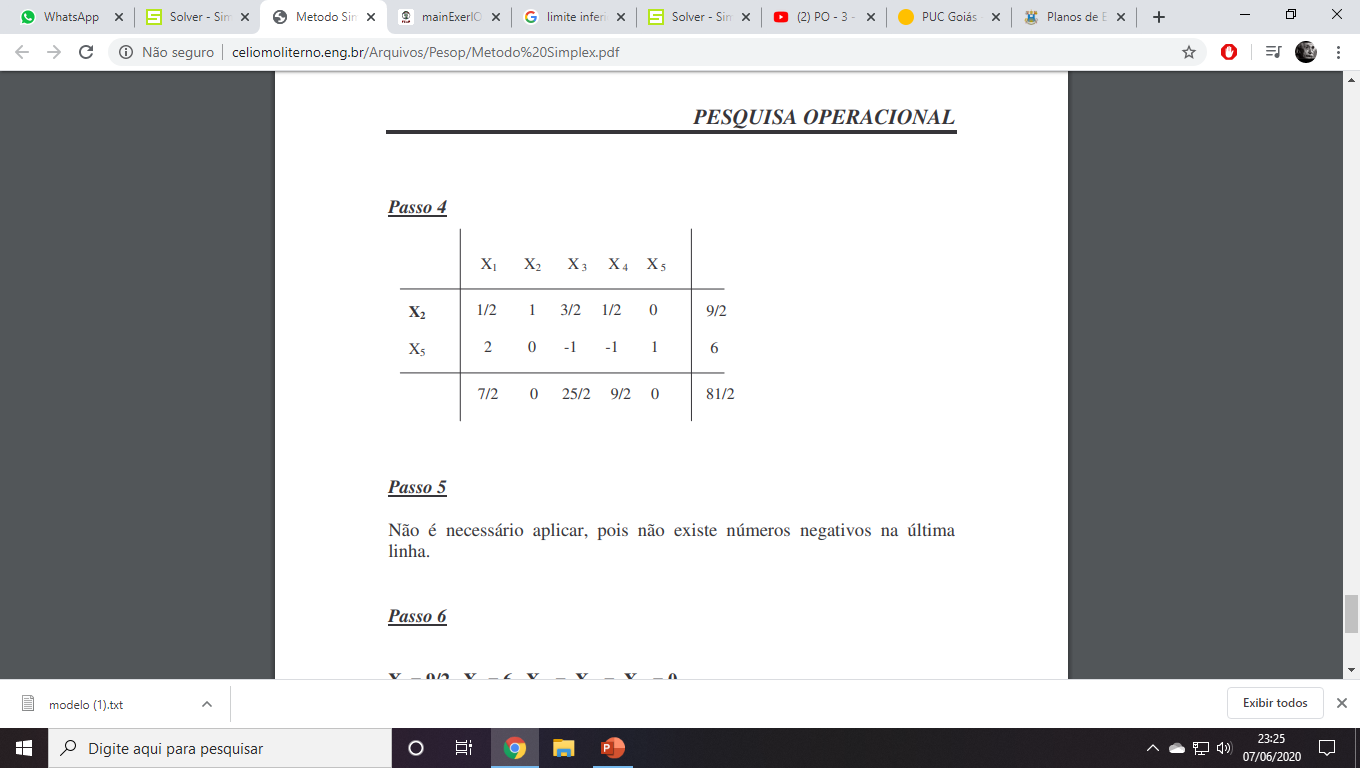 WhatsApp
Solver - Sim
Metodo Sim
mainExerIO
limite inferi
Solver - Sim
(2) PO - 3 -
PUC Goiás -
Planos de E
Não seguro
celiomoliterno.eng.br/Arquivos/Pesop/Metodo%20Simplex.pdf
PESQUISA OPERACIONAL
Passo 4
X1 X2 X 3 X 4 X 5
X2 1/2 1 3/2 1/2 0 9/2
X5 2 0 -1 -1 1 6
7/2 0 25/2 9/2 0 81/2
Passo 5
Não é necessário aplicar, pois não existe números negativos na última
linha.
Passo 6
modelo (1).txt
Exibir todos
Digite aqui para pesquisar
23:25
07/06/2020